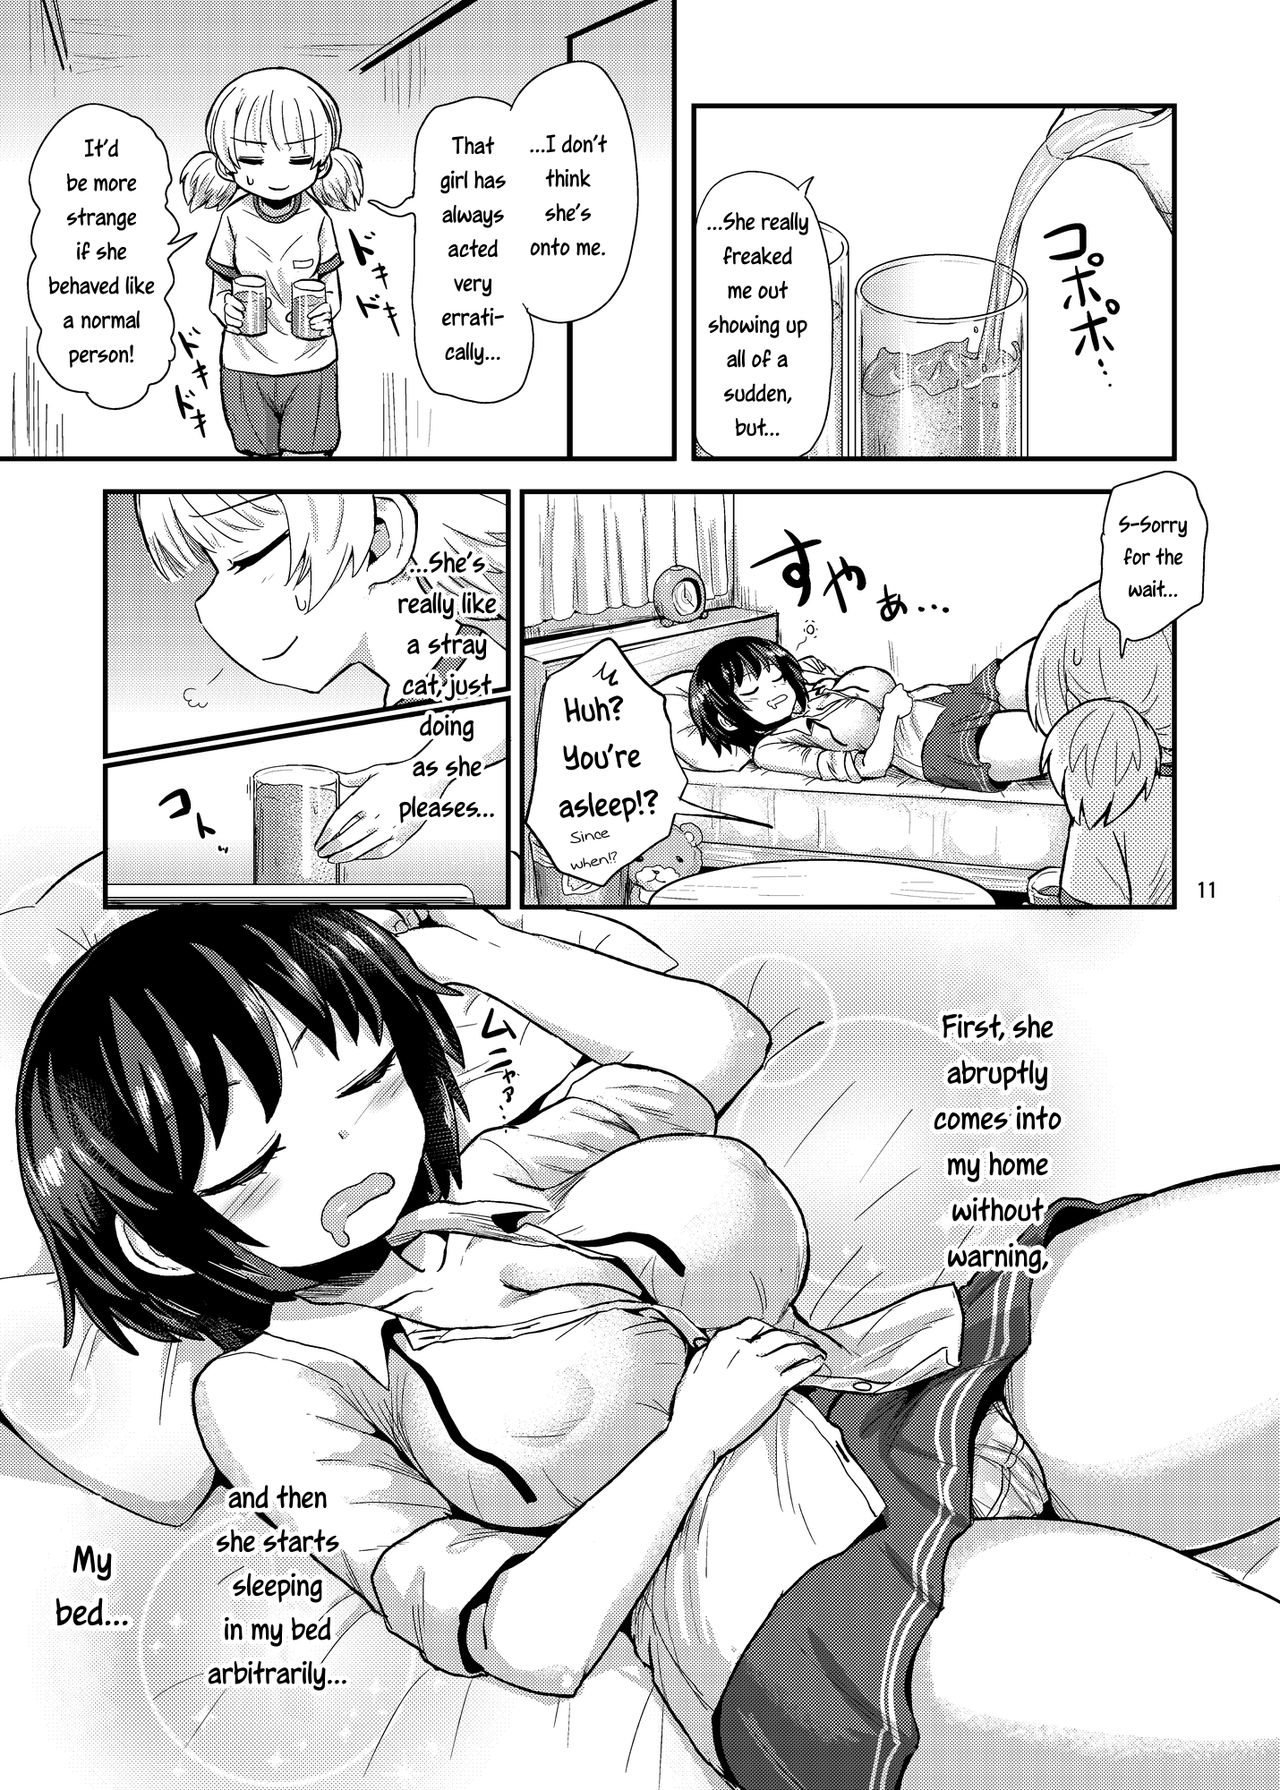 ...She really
freaked
me out
showing up
all of a
sudden,
but...
コポポポ...
...I don't
think
she's
onto me.
That
girl has
always
acted
very
errati-
cally...
It'd
be more
strange
if she
behaved like
a normal
person!
ドキドキ
ドキドキ
S-Sorry
for the
wait...
すやぁ...
Huh?
You're
asleep!?
Since
when!?
...She's
really like
a stray
cat, just
doing
as she
pleases...
コト
11
ムニャァ...
First, she
abruptly
comes into
my home
without
warning,
and then
she starts
sleeping
in my bed
arbitrarily...
My
bed...